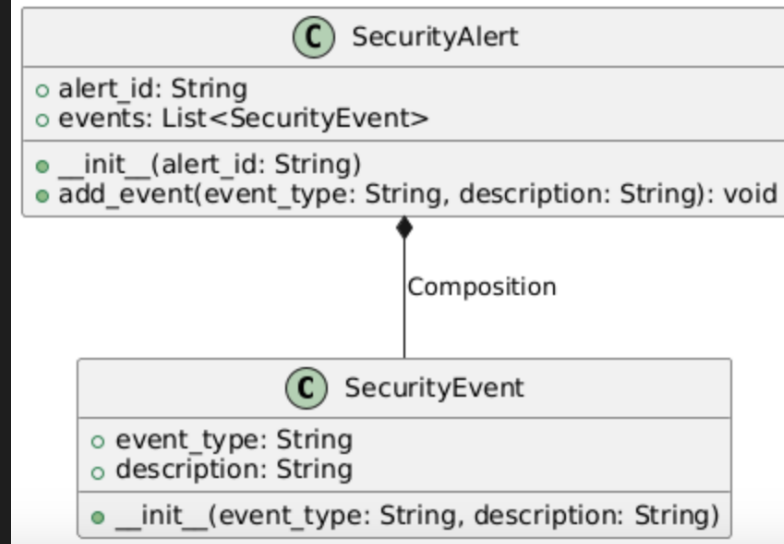 C SecurityAlert
alert_id: String
events: List<SecurityEvent>
__init__(alert_id: String)
add_event(event_type: String, description: String): void
Composition
C SecurityEvent
event_type: String
description: String
__init__(event_type: String, description: String)